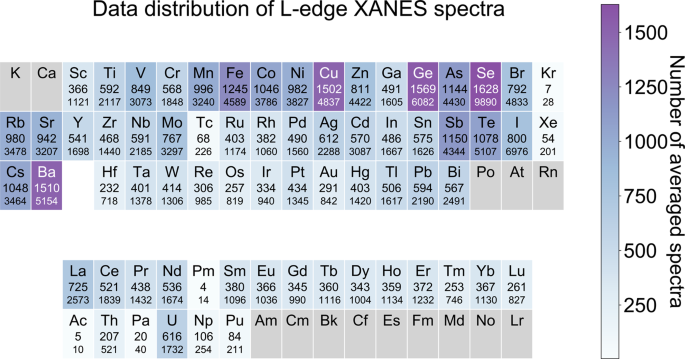 Data distribution of L-edge XANES spectra
K Ca Sc Ti V Cr Mn Fe Co Ni Cu Zn Ga Ge As Se Br Kr
366 592 849 568 996 1245 1046 982 1502 811 491 1569 1144 1628 792 7
1121 2117 3073 1848 3240 4589 3786 3827 4837 4422 1605 6082 4430 9890 4833 28
Rb Sr Y Zr Nb Mo Tc Ru Rh Pd Ag Cd In Sn Sb Te I Xe
980 942 541 468 591 767 68 403 382 490 612 570 486 575 1150 1078 800 54
3478 3207 1698 1440 2185 3297 226 1174 1060 1560 2288 3087 1667 1626 4344 5107 6976 201
Cs Ba Hf Ta W Re Os Ir Pt Au Hg Tl Pb Bi Po At Rn
1048 1510 232 401 414 306 257 334 434 291 403 506 594 567
3464 5154 718 1378 1306 985 819 940 1345 842 1420 1617 2190 2491
La Ce Pr Nd Pm Sm Eu Gd Tb Dy Ho Er Tm Yb Lu
725 521 438 536 4 380 366 345 360 343 359 372 253 367 261
2573 1839 1432 1674 14 1096 1036 990 1116 1004 1134 1232 746 1130 827
Ac Th Pa U Np Pu Am Cm Bk Cf Es Fm Md No Lr
5 207 20 616 106 84
10 521 40 1732 254 211
1500
1250
1000
750
500
250
Number of averaged spectra